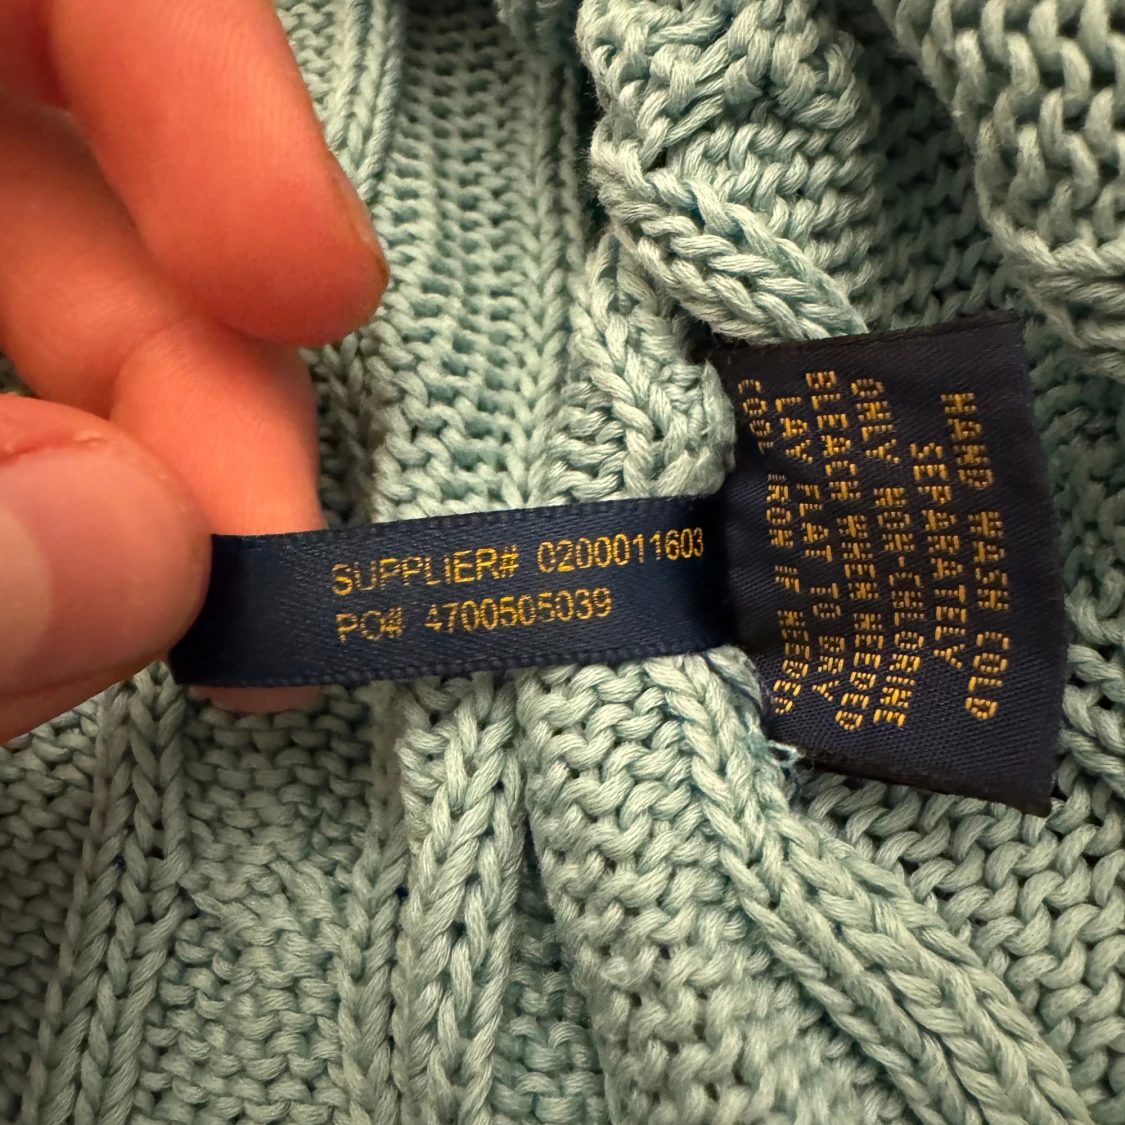 SUPPLIER# 0200011603
PO# 4700505039
HAND WASH COLD
SEPARATELY
ONLY NON-CHLORINE
BLEACH WHEN NEEDED
LAY FLAT TO DRY
COOL IRON IF NEEDED